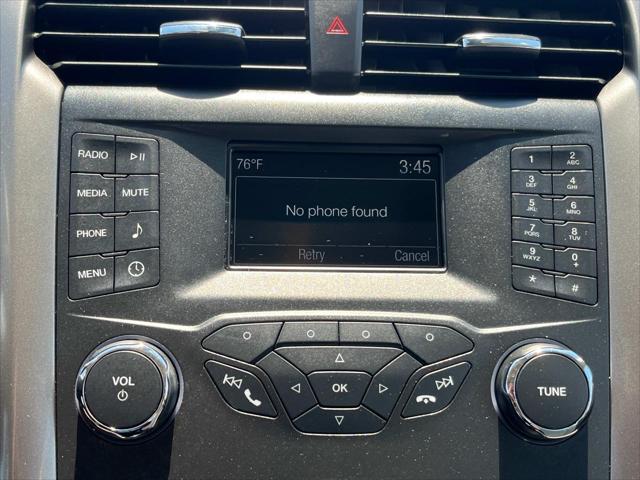 RADIO
MEDIA MUTE
PHONE
MENU
76°F 3:45
No phone found
Retry Cancel
1 2 ABC
3 DEF 4 GHI
5 JKL 6 MNO
7 PQRS 8 TUV
9 WXYZ 0 +
* #
VOL
OK
TUNE